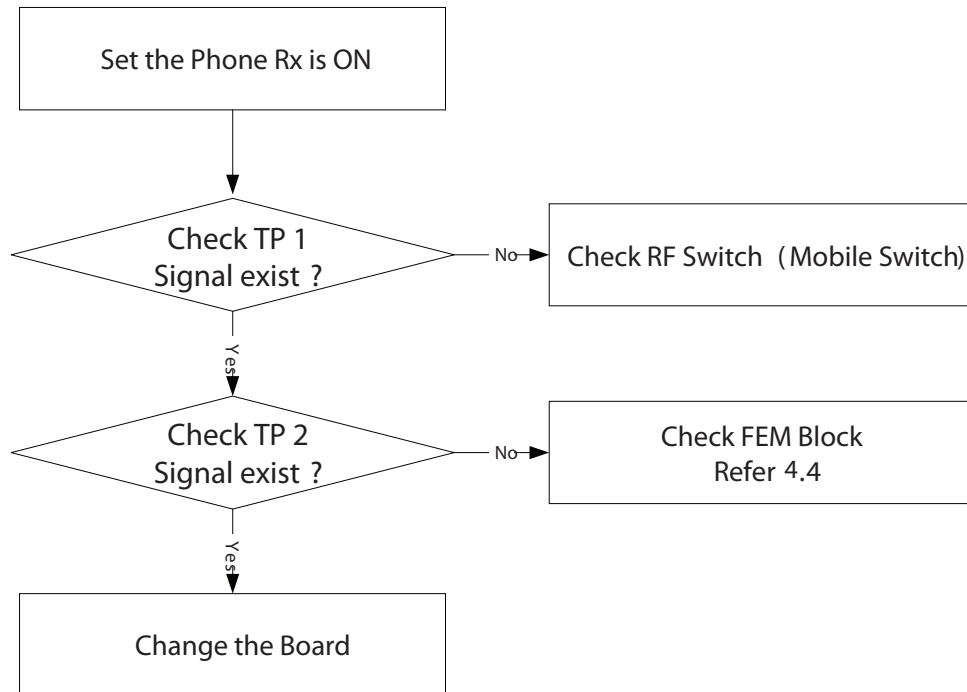 Set the Phone Rx is ON
Check TP 1
Signal exist ?
No
Check RF Switch (Mobile Switch)
Yes
Check TP 2
Signal exist ?
No
Check FEM Block
Refer 4.4
Yes
Change the Board